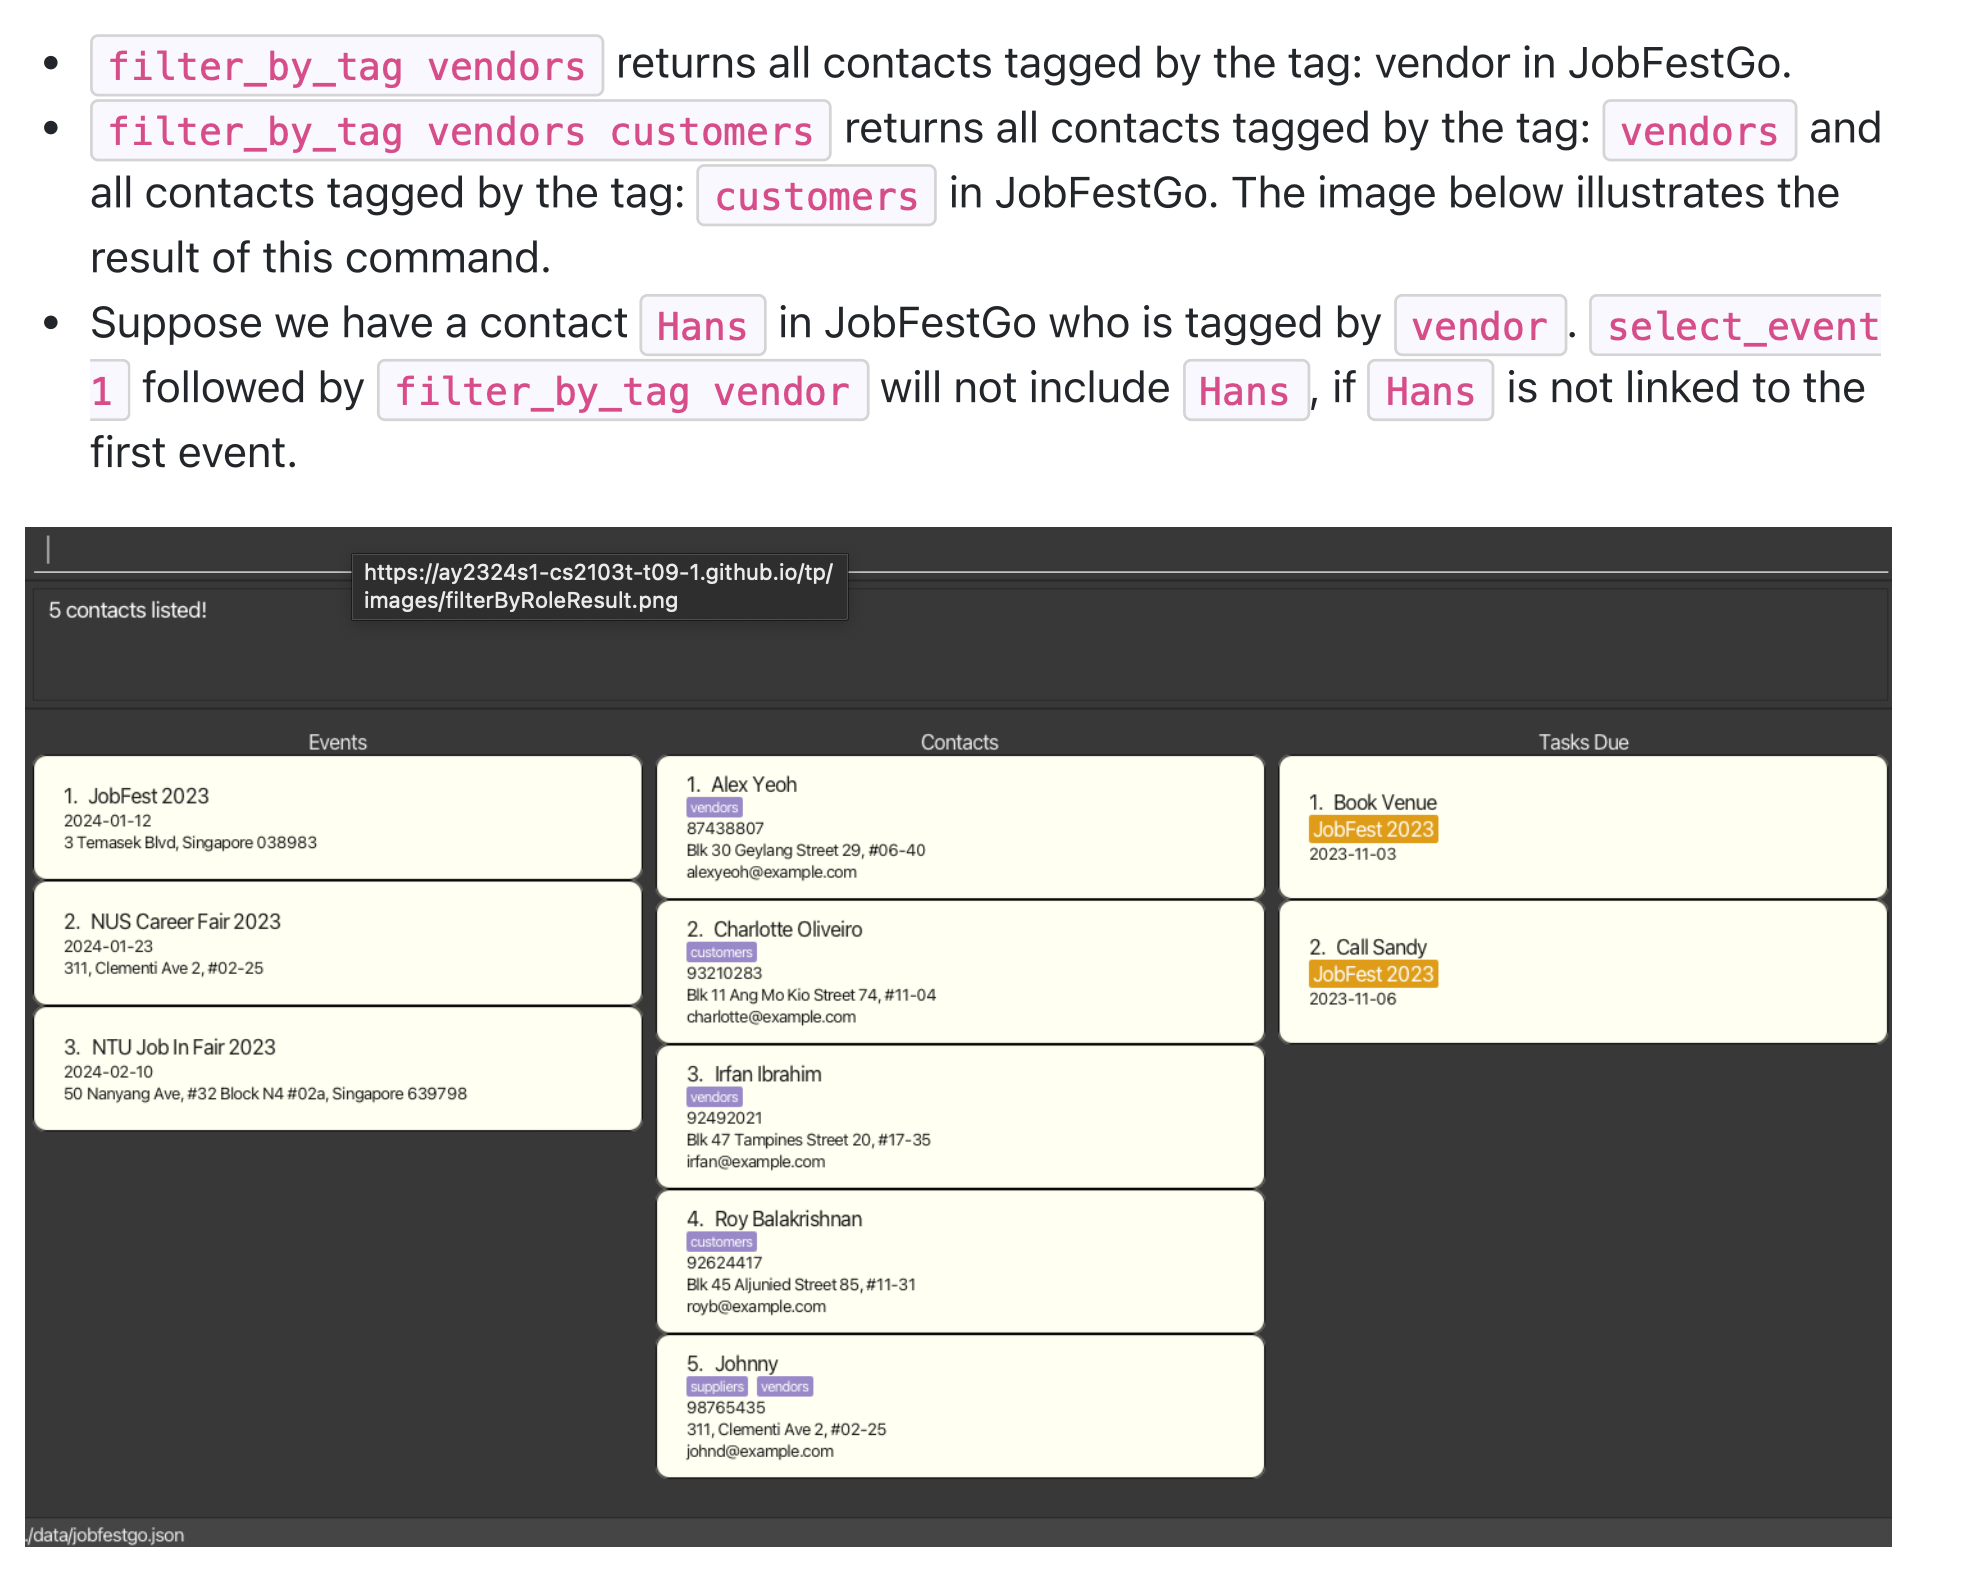 filter_by_tag vendors returns all contacts tagged by the tag: vendor in JobFestGo.
filter_by_tag vendors customers returns all contacts tagged by the tag: vendors and
all contacts tagged by the tag: customers in JobFestGo. The image below illustrates the
result of this command.
Suppose we have a contact Hans in JobFestGo who is tagged by vendor. select_event
1 followed by filter_by_tag vendor will not include Hans, if Hans is not linked to the
first event.
https://ay2324s1-cs2103t-t09-1.github.io/tp/
images/filterByRoleResult.png
5 contacts listed!
Events
1. JobFest 2023
2024-01-12
3 Temasek Blvd, Singapore 038983
2. NUS Career Fair 2023
2024-01-23
311, Clementi Ave 2, #02-25
3. NTU Job In Fair 2023
2024-02-10
50 Nanyang Ave, #32 Block N4 #02a, Singapore 639798
Contacts
1. Alex Yeoh
vendors
87438807
Blk 30 Geylang Street 29, #06-40
alexyeoh@example.com
2. Charlotte Oliveiro
customers
93210283
Blk 11 Ang Mo Kio Street 74, #11-04
charlotte@example.com
3. Irfan Ibrahim
vendors
92492021
Blk 47 Tampines Street 20, #17-35
irfan@example.com
4. Roy Balakrishnan
customers
92624417
Blk 45 Aljunied Street 85, #11-31
royb@example.com
5. Johnny
suppliers vendors
98765435
311, Clementi Ave 2, #02-25
johnd@example.com
Tasks Due
1. Book Venue
JobFest 2023
2023-11-03
2. Call Sandy
JobFest 2023
2023-11-06
./data/jobfestgo.json